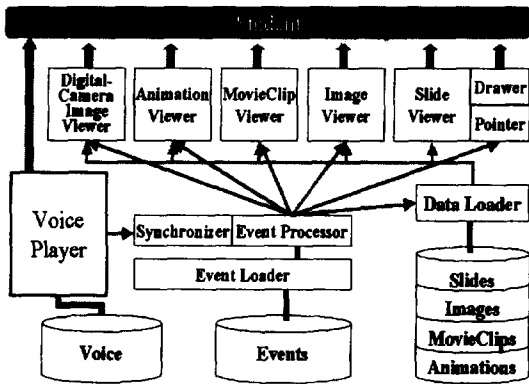 Student
Digital-
Camera
Image
Viewer
Animation
Viewer
MovieClip
Viewer
Image
Viewer
Slide
Viewer
Drawer
Pointer
Voice
Player
Synchronizer
Event Processor
Data Loader
Event Loader
Voice
Events
Slides
Images
MovieClips
Animations